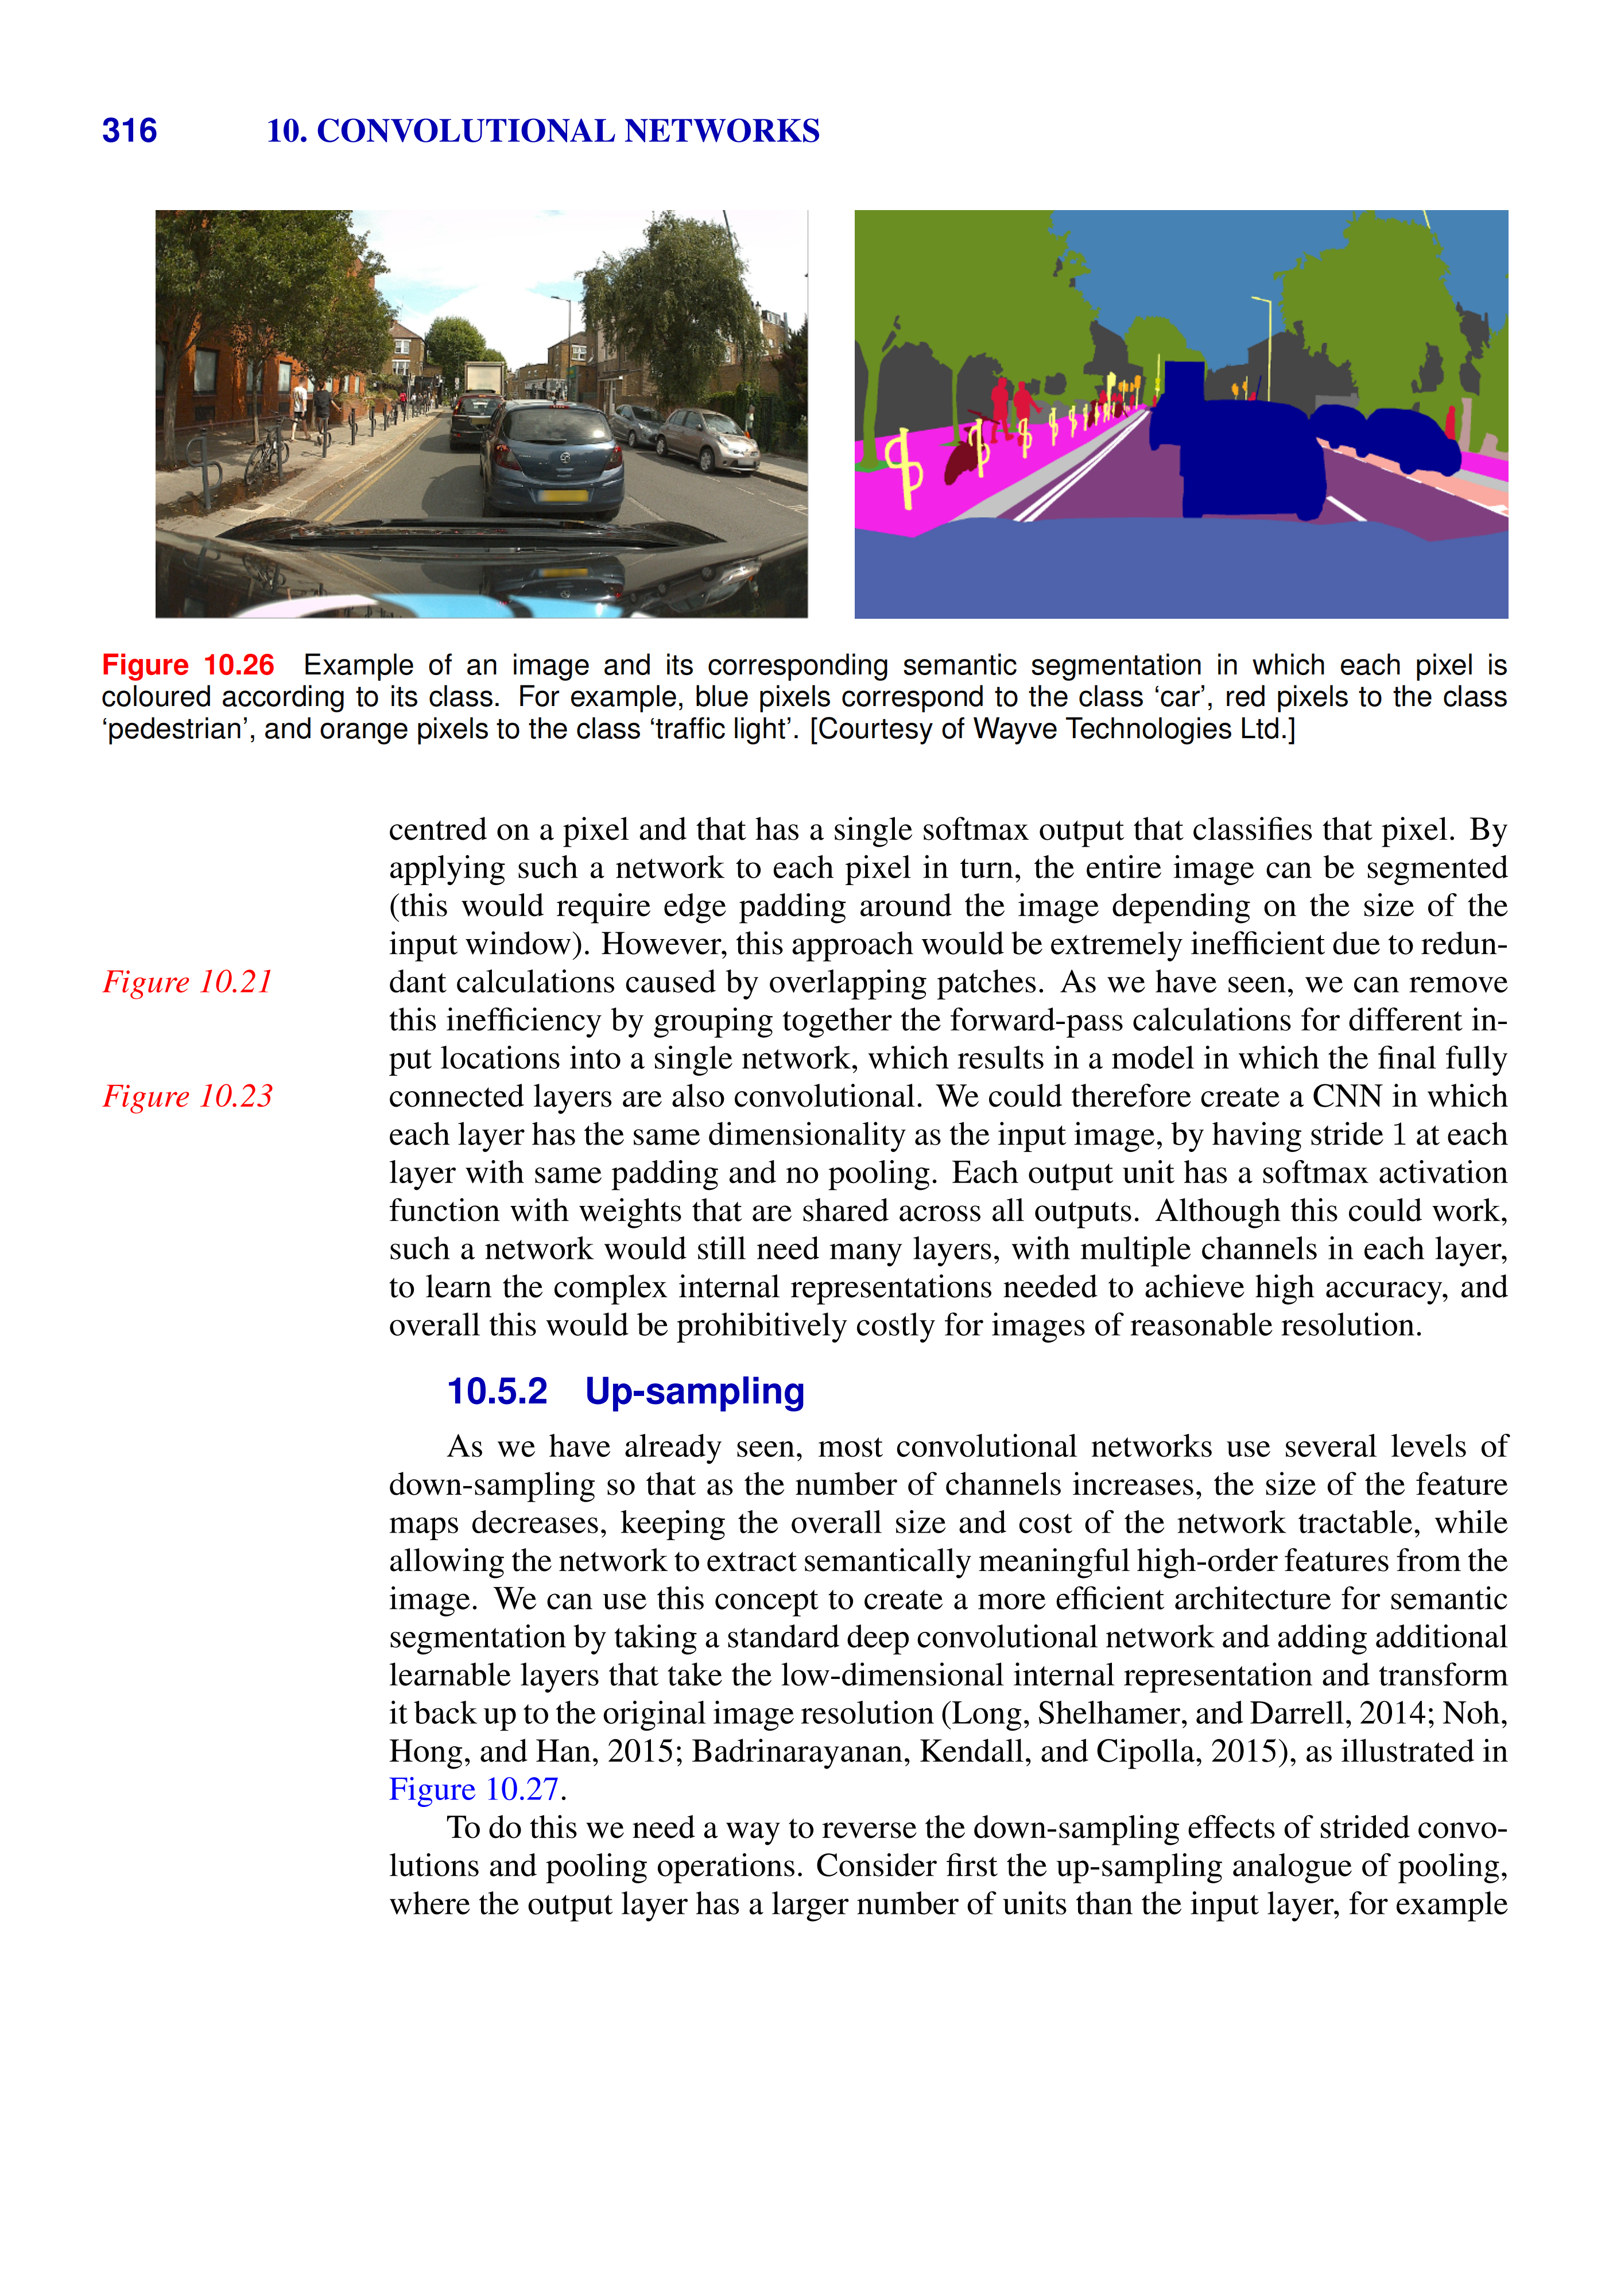 316 10. CONVOLUTIONAL NETWORKS
Figure 10.26 Example of an image and its corresponding semantic segmentation in which each pixel is
coloured according to its class. For example, blue pixels correspond to the class ‘car’, red pixels to the class
‘pedestrian’, and orange pixels to the class ‘traffic light’. [Courtesy of Wayve Technologies Ltd.]
centred on a pixel and that has a single softmax output that classifies that pixel. By
applying such a network to each pixel in turn, the entire image can be segmented
(this would require edge padding around the image depending on the size of the
input window). However, this approach would be extremely inefficient due to redun-
Figure 10.21 dant calculations caused by overlapping patches. As we have seen, we can remove
this inefficiency by grouping together the forward-pass calculations for different in-
put locations into a single network, which results in a model in which the final fully
Figure 10.23 connected layers are also convolutional. We could therefore create a CNN in which
each layer has the same dimensionality as the input image, by having stride 1 at each
layer with same padding and no pooling. Each output unit has a softmax activation
function with weights that are shared across all outputs. Although this could work,
such a network would still need many layers, with multiple channels in each layer,
to learn the complex internal representations needed to achieve high accuracy, and
overall this would be prohibitively costly for images of reasonable resolution.
10.5.2 Up-sampling
As we have already seen, most convolutional networks use several levels of
down-sampling so that as the number of channels increases, the size of the feature
maps decreases, keeping the overall size and cost of the network tractable, while
allowing the network to extract semantically meaningful high-order features from the
image. We can use this concept to create a more efficient architecture for semantic
segmentation by taking a standard deep convolutional network and adding additional
learnable layers that take the low-dimensional internal representation and transform
it back up to the original image resolution (Long, Shelhamer, and Darrell, 2014; Noh,
Hong, and Han, 2015; Badrinarayanan, Kendall, and Cipolla, 2015), as illustrated in
Figure 10.27.
To do this we need a way to reverse the down-sampling effects of strided convo-
lutions and pooling operations. Consider first the up-sampling analogue of pooling,
where the output layer has a larger number of units than the input layer, for example